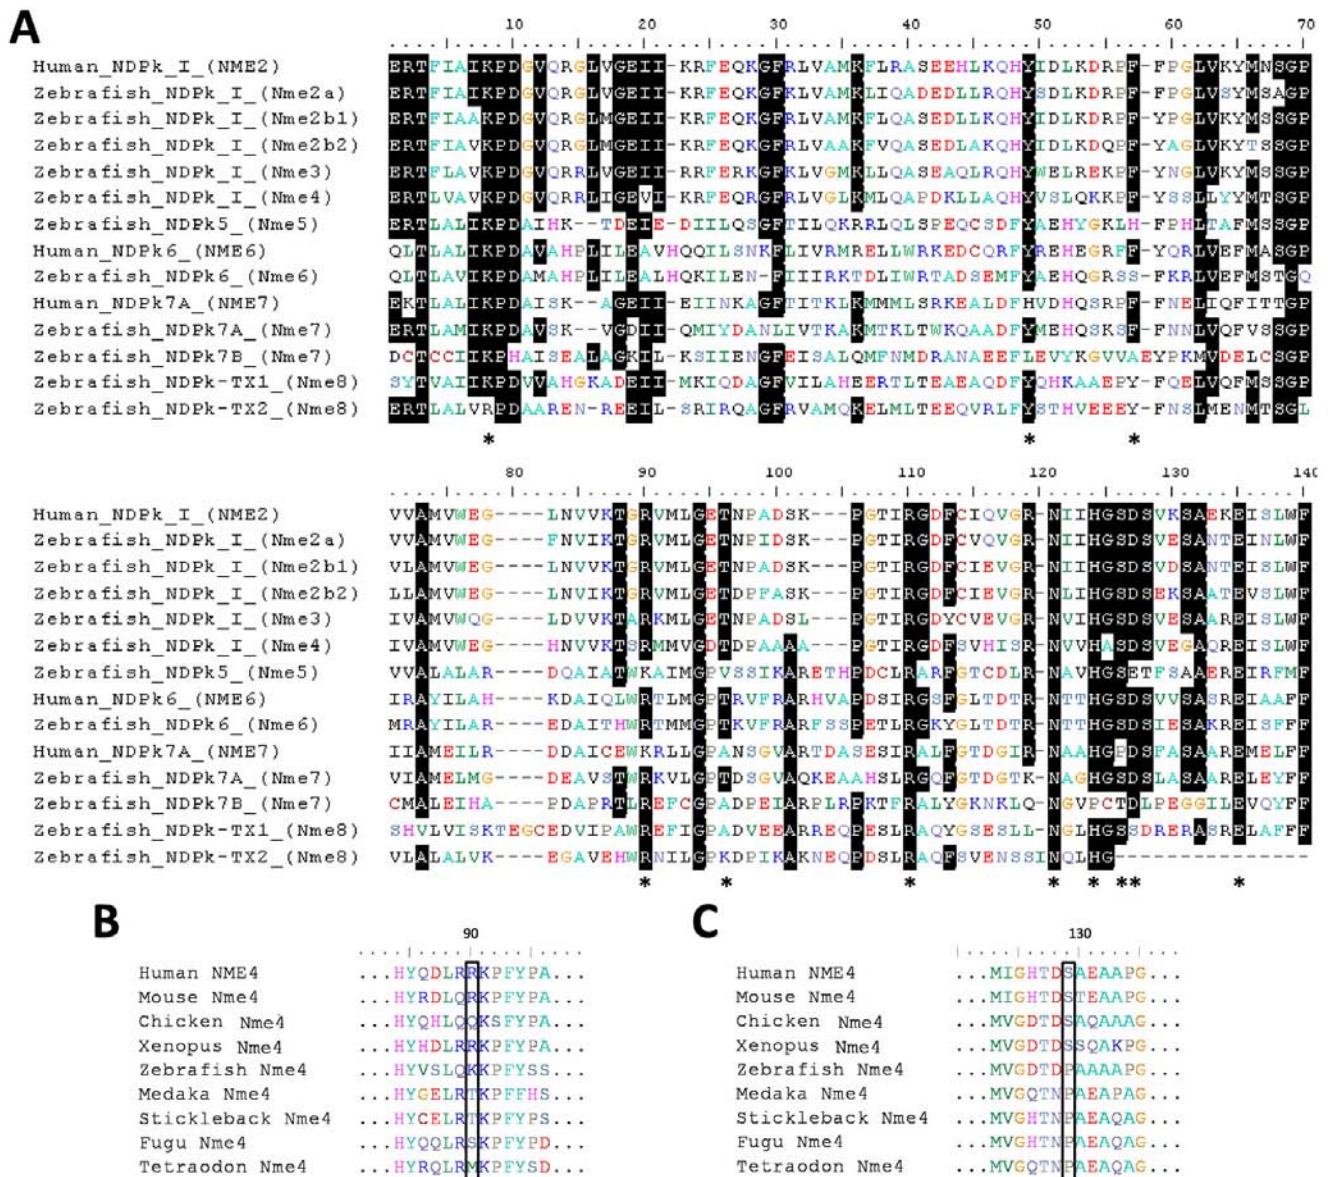 A
10 20 30 40 50 60 70
Human_NDPk_I_(NME2) ERTFIAIKPDGVQRGLVGEII-KRFEQKGFRLVAMKFLRASEEHLKQHYIDLKDRPF-FPGLVKYMNSGP
Zebrafish_NDPk_I_(Nme2a) ERTFIAIKPDGVQRGLVGEII-KRFEQKGFKLVAMKLIQADEDLLRQHYSDLKDRPF-FPGLVSYMSAGP
Zebrafish_NDPk_I_(Nme2b1) ERTFIAAKPDGVQRGLMGEII-KRFEQKGFRLVAMKFLQASEDLLKQHYIDLKDRPF-YPGLVKYMSSGP
Zebrafish_NDPk_I_(Nme2b2) ERTFIAVKPDGVQRGLMGEII-KRFEQKGFRLVAAKFVQASEDLAKQHYIDLKDQPF-YAGLVKYTSSGP
Zebrafish_NDPk_I_(Nme3) ERTFLAVKPDGVQRRLVGEII-RRFERKGFKLVGMKLLQASEAQLRQHYWELREKPF-YNGLVKYMSSGP
Zebrafish_NDPk_I_(Nme4) ERTLVAVKPDGVQRRLIGEVI-KRFEQRGFRLVGLKMLQAPDKLLAQHYVSLQKKPF-YSSLLYYMTSGP
Zebrafish_NDPk5_(Nme5) ERTLALIKPDAIHK--TDEIE-DIILQSGFTILQKRRLQLSPEQCSDFYAEHYGKLH-FPHLTAFMSSGP
Human_NDPk6_(NME6) QLTLALIKPDAVAHPLILEAVHQQILSNKFLIVRMRELLWRKEDCQRFYREHEGRFF-YQRLVEFMASGP
Zebrafish_NDPk6_(Nme6) QLTLAVIKPDAMAHPLILEALHQKILEN-FIIIRKTDLIWRTADSEMFYAEHQGRSS-FKRLVEFMSTGQ
Human_NDPk7A_(NME7) EKTLALIKPDAISK--AGEII-EIINKAGFTITKLKMMMLSRKEALDFHVDHQSRPF-FNELIQFITTGP
Zebrafish_NDPk7A_(Nme7) ERTLAMIKPDAVSK--VGDII-QMIYDANLIVTKAKMTKLTWKQAADFYMEHQSKSF-FNNLVQFVSSGP
Zebrafish_NDPk7B_(Nme7) DCTCCIIKPHAISEALAGKIL-KSIIENGFEISALQMFNMDRANAEEFLEVYKGVVAEYPKMVDELCSGP
Zebrafish_NDPk-TX1_(Nme8) SYTVAIIKPDVVAHGKADEII-MKIQDAGFVILAHEERTLTEAEAQDFYQHKAAEPY-FQELVQFMSSGP
Zebrafish_NDPk-TX2_(Nme8) ERTLALVRPDAAREN-REEIL-SRIRQAGFRVAMQKELMLTEEQVRLFYSTHVEEEY-FNSLMENMTSGL
* * *
80 90 100 110 120 130 140
Human_NDPk_I_(NME2) VVAMVWEG----LNVVKTGRVMLGETNPADSK---PGTIRGDFCIQVGR-NIIHGSDSVKSAEKEISLWF
Zebrafish_NDPk_I_(Nme2a) VVAMVWEG----FNVIKTGRVMLGETNPIDSK---PGTIRGDFCVQVGR-NIIHGSDSVESANTEINLWF
Zebrafish_NDPk_I_(Nme2b1) VLAMVWEG----LNVVKTGRVMLGETNPADSK---PGTIRGDFCIEVGR-NIIHGSDSVDSANTEISLWF
Zebrafish_NDPk_I_(Nme2b2) LLAMVWEG----LNVIKTGRVMLGETDPFASK---PGTIRGDFCIEVGR-NLIHGSDSEKSAATEVSLWF
Zebrafish_NDPk_I_(Nme3) IVAMVWQG----LDVVKTARKMLGETNPADSL---PGTIRGDYCVEVGR-NVIHGSDSVESAAREISLWF
Zebrafish_NDPk_I_(Nme4) IVAMVWEG----HNVVKTSRMMVGDTDPAAAA---PGTIRGDFSVHISR-NVVHASDSVEGAQREISLWF
Zebrafish_NDPk5_(Nme5) VVALALAR----DQAIATWKAIMGPVSSIKARETHPDCLRARFGTCDLR-NAVHGSETFSAAEREIRFMF
Human_NDPk6_(NME6) IRAYILAH----KDAIQLWRTLMGPTRVFRARHVAPDSIRGSFGLTDTR-NTTHGSDSVVSASREIAAFF
Zebrafish_NDPk6_(Nme6) MRAYILAR----EDAITHWRTMMGPTKVFRARFSSPETLRGKYGLTDTR-NTTHGSDSIESAKREISFFF
Human_NDPk7A_(NME7) IIAMEILR----DDAICEWKRLLGPANSGVARTDASESIRALFGTDGIR-NAAHGPDSFASAAREMELFF
Zebrafish_NDPk7A_(Nme7) VIAMELMG----DEAVSTWRKVLGPTDSGVAQKEAAHSLRGQFGTDGTK-NAGHGSDSLASAARELEYFF
Zebrafish_NDPk7B_(Nme7) CMALEIHA----PDAPRTLREFCGPADPEIARPLRPKTFRALYGKNKLQ-NGVPCTDLPEGGILEVQYFF
Zebrafish_NDPk-TX1_(Nme8) SHVLVISKTEGCEDVIPAWREFIGPADVEEARREQPESLRAQYGSESLL-NGLHGSSDRERASRELAFFF
Zebrafish_NDPk-TX2_(Nme8) VLALALVK----EGAVEHWRNILGPKDPIKAKNEQPDSLRAQFSVENSSINQLHG---------------
* * * * * ** *
B
90
Human NME4 ...HYQDLRRKPFYPA...
Mouse Nme4 ...HYRDLQRKPFYPA...
Chicken Nme4 ...HYQHLQQKSFYPA...
Xenopus Nme4 ...HYHDLRRKPFYPA...
Zebrafish Nme4 ...HYVSLQKKPFYSS...
Medaka Nme4 ...HYGELRTKPFFHS...
Stickleback Nme4 ...HYCELRTKPFYPS...
Fugu Nme4 ...HYQQLRSKPFYPD...
Tetraodon Nme4 ...HYRQLRMKPFYSD...
C
130
Human NME4 ...MIGHTDSAEAAPG...
Mouse Nme4 ...MIGHTDSTEAAPG...
Chicken Nme4 ...MVGDTDSAQAAAG...
Xenopus Nme4 ...MVGDTDSSQAKPG...
Zebrafish Nme4 ...MVGDTDPAAAAPG...
Medaka Nme4 ...MVGQTNPAEAPAG...
Stickleback Nme4 ...MVGHTNPAEAQAG...
Fugu Nme4 ...MVGHTNPAEAQAG...
Tetraodon Nme4 ...MVGQTNPAEAQAG...